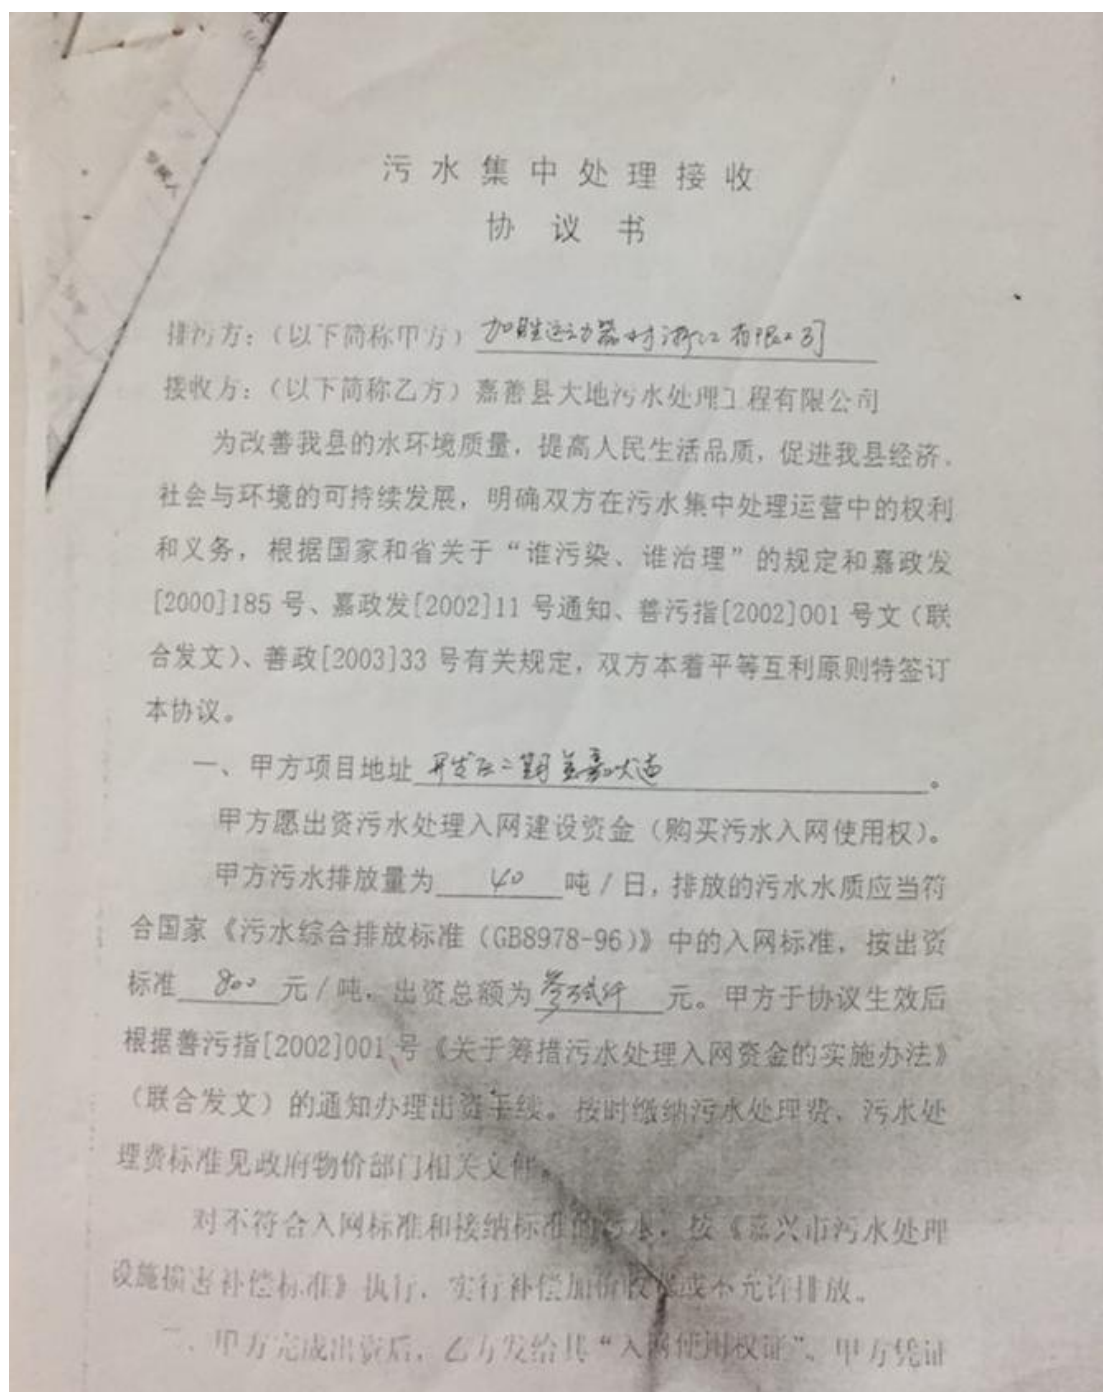 污水集中处理接收
协议书
排污方：（以下简称甲方）加胜运动器材浙江有限公司
接收方：（以下简称乙方）嘉善县大地污水处理工程有限公司
为改善我县的水环境质量，提高人民生活品质，促进我县经济、
社会与环境的可持续发展，明确双方在污水集中处理运营中的权利
和义务，根据国家和省关于“谁污染、谁治理”的规定和嘉政发
[2000]185 号、嘉政发[2002]11 号通知、善污指[2002]001 号文（联
合发文）、善政[2003]33 号有关规定，双方本着平等互利原则特签订
本协议。
一、甲方项目地址 开发区二期 大道 。
甲方愿出资污水处理入网建设资金（购买污水入网使用权）。
甲方污水排放量为 40 吨／日，排放的污水水质应当符
合国家《污水综合排放标准（GB8978-96）》中的入网标准，按出资
标准 800 元／吨，出资总额为 叁万贰仟 元。甲方于协议生效后
根据善污指[2002]001 号《关于筹措污水处理入网资金的实施办法》
（联合发文）的通知办理出资手续。按时缴纳污水处理费，污水处
理费标准见政府物价部门相关文件。
对不符合入网标准和接纳标准的污水，按《嘉兴市污水处理
设施损害补偿标准》执行，实行补偿加价收费或不允许排放。
二、甲方完成出资后，乙方发给其“入网使用权证”，甲方凭证